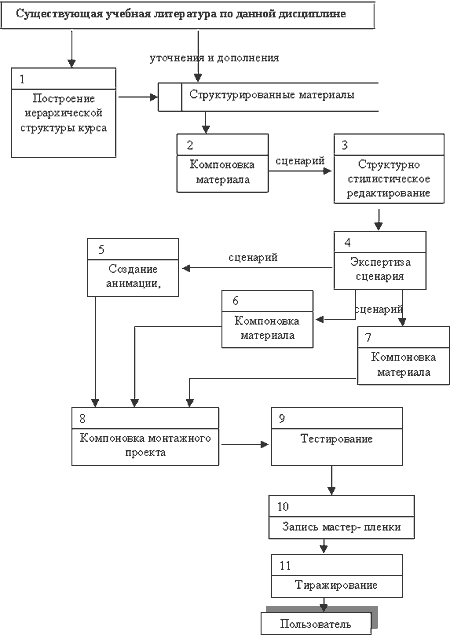 Существующая учебная литература по данной дисциплине
уточнения и дополнения
1
Построение
иерархической
структуры курса
Структурированные материалы
2
Компоновка
материала
сценарий
3
Структурно
стилистическое
редактирование
4
Экспертиза
сценария
сценарий
5
Создание
анимации,
сценарий
6
Компоновка
материала
7
Компоновка
материала
8
Компоновка монтажного
проекта
9
Тестирование
10
Запись мастер- пленки
11
Тиражирование
Пользователь